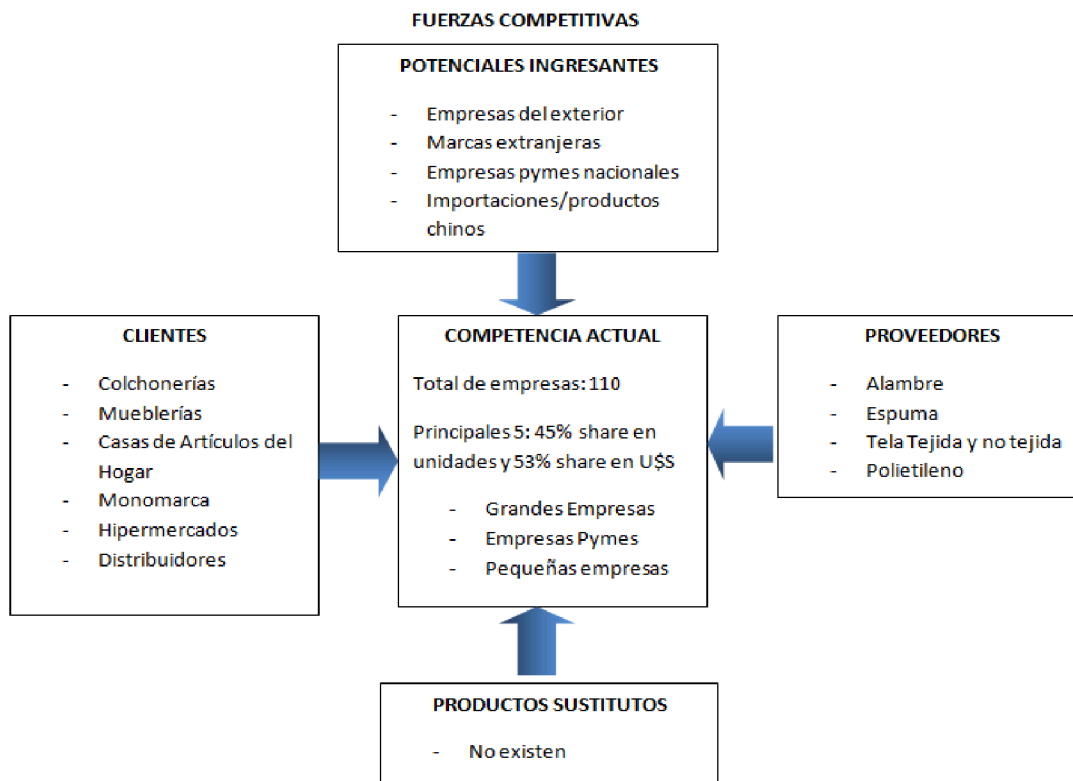 FUERZAS COMPETITIVAS
POTENCIALES INGRESANTES
- Empresas del exterior
- Marcas extranjeras
- Empresas pymes nacionales
- Importaciones/productos
chinos
CLIENTES
- Colchonerías
- Mueblerías
- Casas de Artículos del
Hogar
- Monomarca
- Hipermercados
- Distribuidores
COMPETENCIA ACTUAL
Total de empresas: 110
Principales 5: 45% share en
unidades y 53% share en U$S
- Grandes Empresas
- Empresas Pymes
- Pequeñas empresas
PROVEEDORES
- Alambre
- Espuma
- Tela Tejida y no tejida
- Polietileno
PRODUCTOS SUSTITUTOS
- No existen